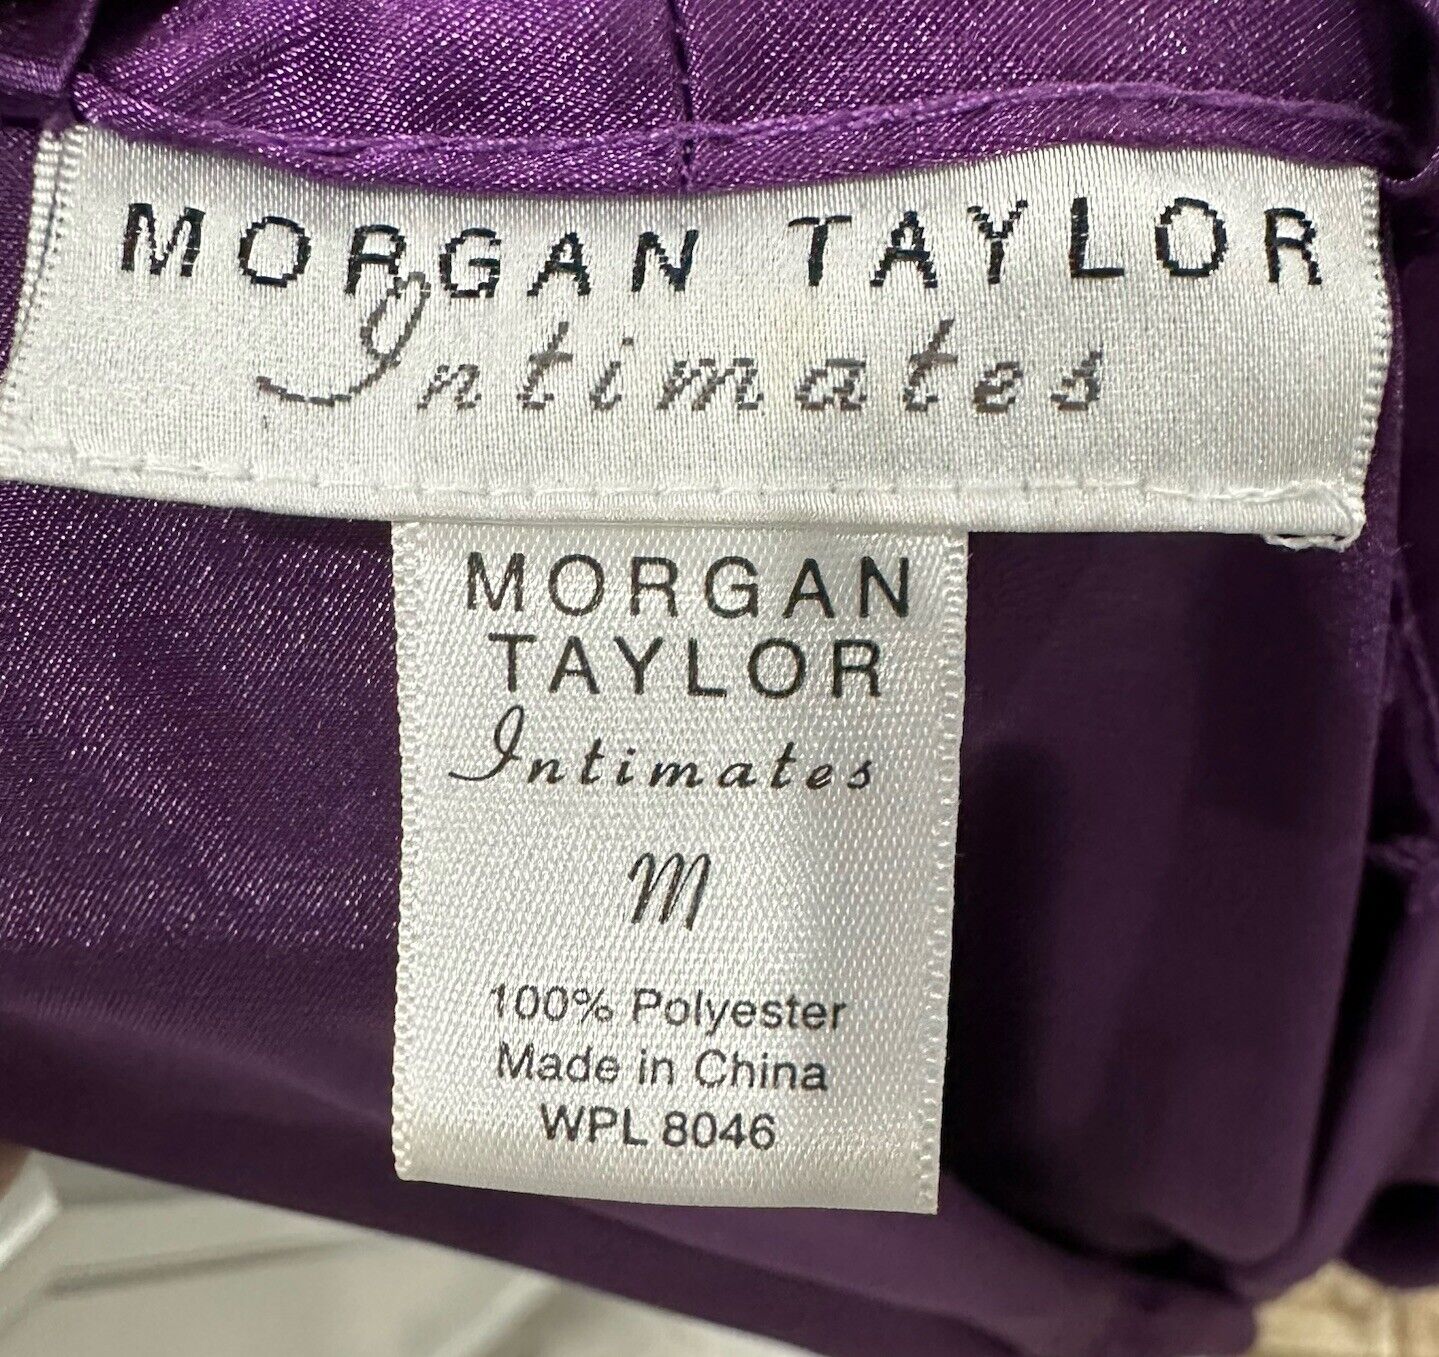 MORGAN TAYLOR
Intimates
MORGAN
TAYLOR
Intimates
M
100% Polyester
Made in China
WPL 8046